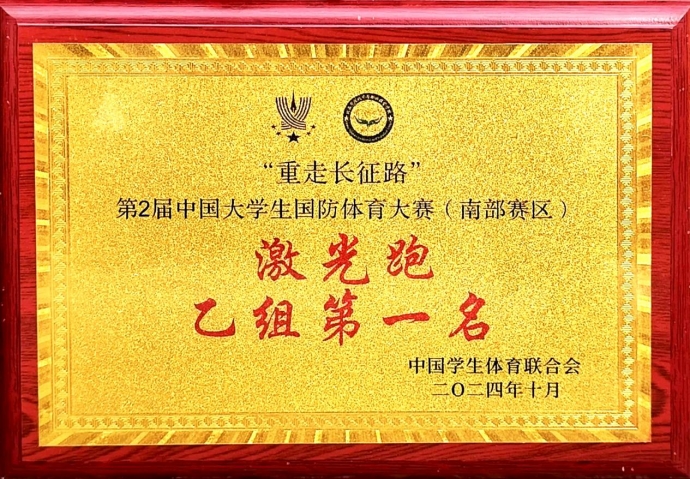 “重走长征路”
第2届中国大学生国防体育大赛（南部赛区）
激光跑
乙组第一名
中国学生体育联合会
二〇二四年十月